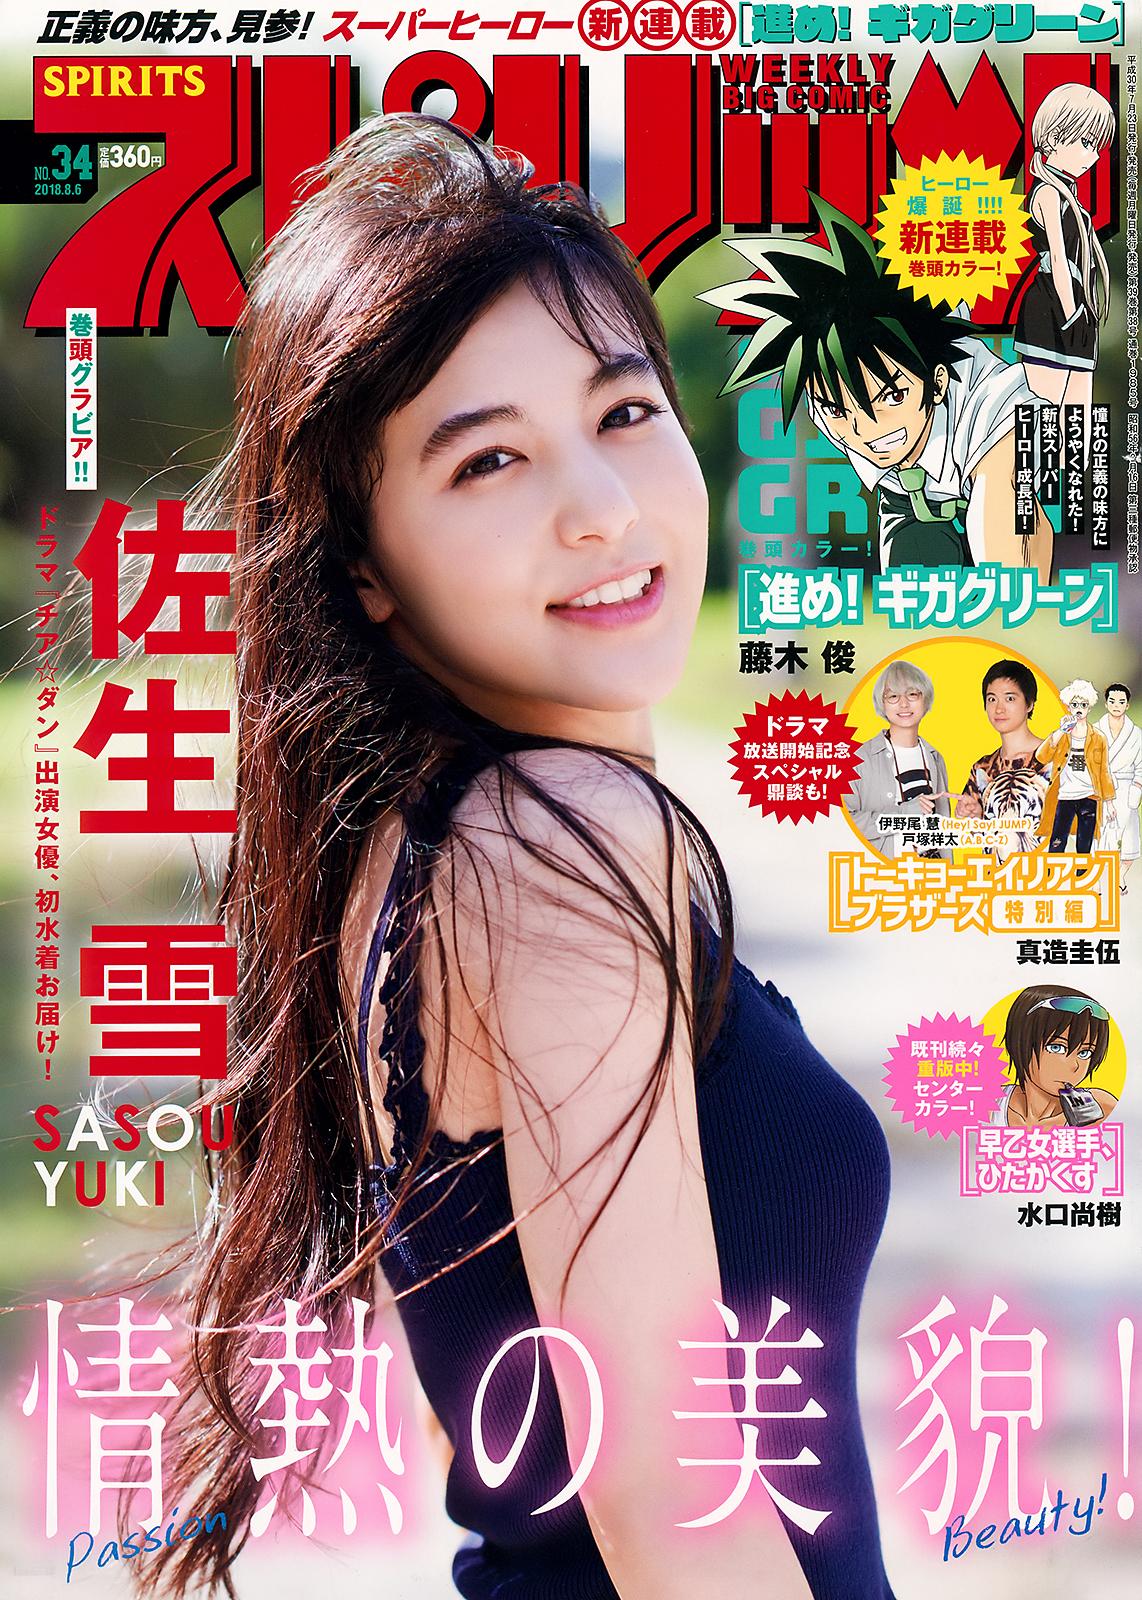 正義の味方、見参! スーパーヒーロー新連載[進め! ギガグリーン]
SPIRITS
スピリッツ
WEEKLY
BIG COMIC
NO.34
2018.8.6
定価360円
ヒーロー
爆誕!!!!
新連載
巻頭カラー!
巻頭グラビア!!
佐生 雪
ドラマ『チア☆ダン』出演女優、初水着お届け!
SASOU
YUKI
憧れの正義の味方に
ようやくなれた!
新米スーパー
ヒーロー成長記!
巻頭カラー!
[進め! ギガグリーン]
藤木 俊
ドラマ
放送開始記念
スペシャル
鼎談も!
一番
伊野尾 慧(Hey! Say! JUMP)
戸塚祥太(A.B.C-Z)
[トーキョーエイリアン
ブラザーズ 特別編]
真造圭伍
既刊続々
重版中!
センター
カラー!
IN
[早乙女選手、
ひたかくす]
水口尚樹
情熱の美貌!
Passion
Beauty!